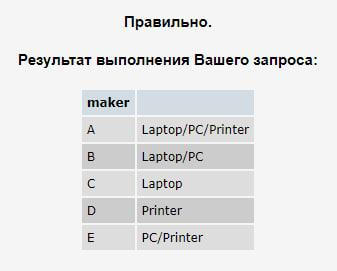 Правильно.
Результат выполнения Вашего запроса:
maker
A Laptop/PC/Printer
B Laptop/PC
C Laptop
D Printer
E PC/Printer